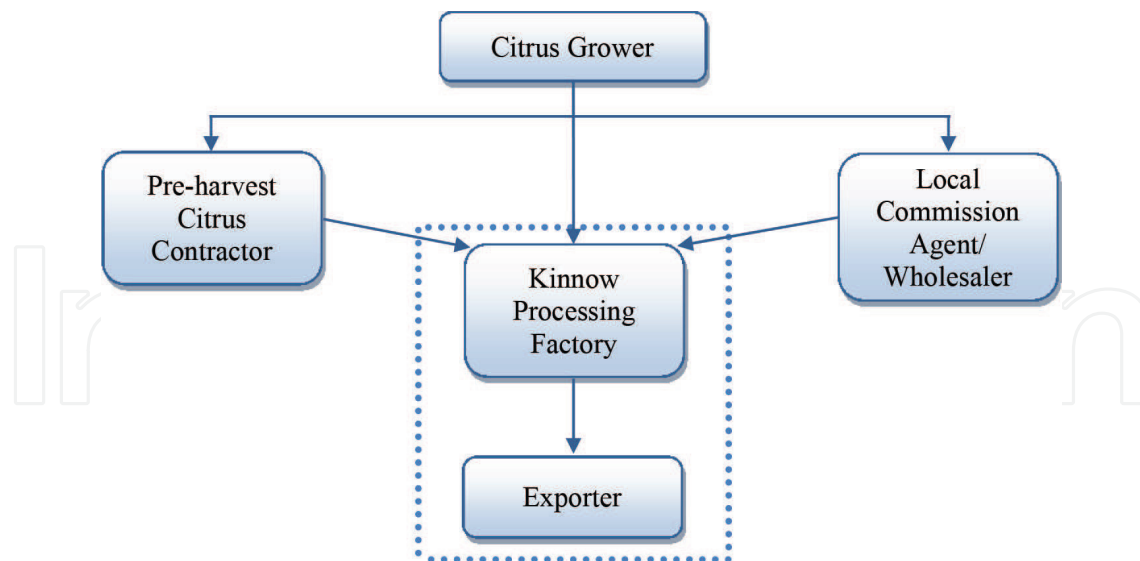 Citrus Grower
Pre-harvest
Citrus
Contractor
Local
Commission
Agent/
Wholesaler
Kinnow
Processing
Factory
Exporter